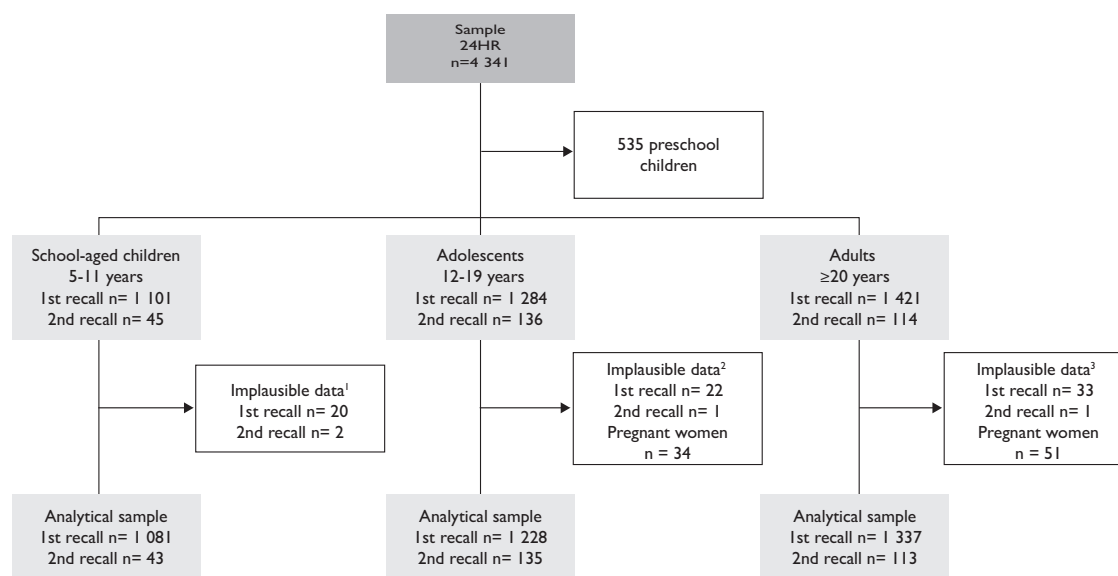 Sample
24HR
n=4 341
535 preschool
children
School-aged children
5-11 years
1st recall n= 1 101
2nd recall n= 45
Adolescents
12-19 years
1st recall n= 1 284
2nd recall n= 136
Adults
≥20 years
1st recall n= 1 421
2nd recall n= 114
Implausible data¹
1st recall n= 20
2nd recall n= 2
Implausible data²
1st recall n= 22
2nd recall n= 1
Pregnant women
n = 34
Implausible data³
1st recall n= 33
2nd recall n= 1
Pregnant women
n = 51
Analytical sample
1st recall n= 1 081
2nd recall n= 43
Analytical sample
1st recall n= 1 228
2nd recall n= 135
Analytical sample
1st recall n= 1 337
2nd recall n= 113